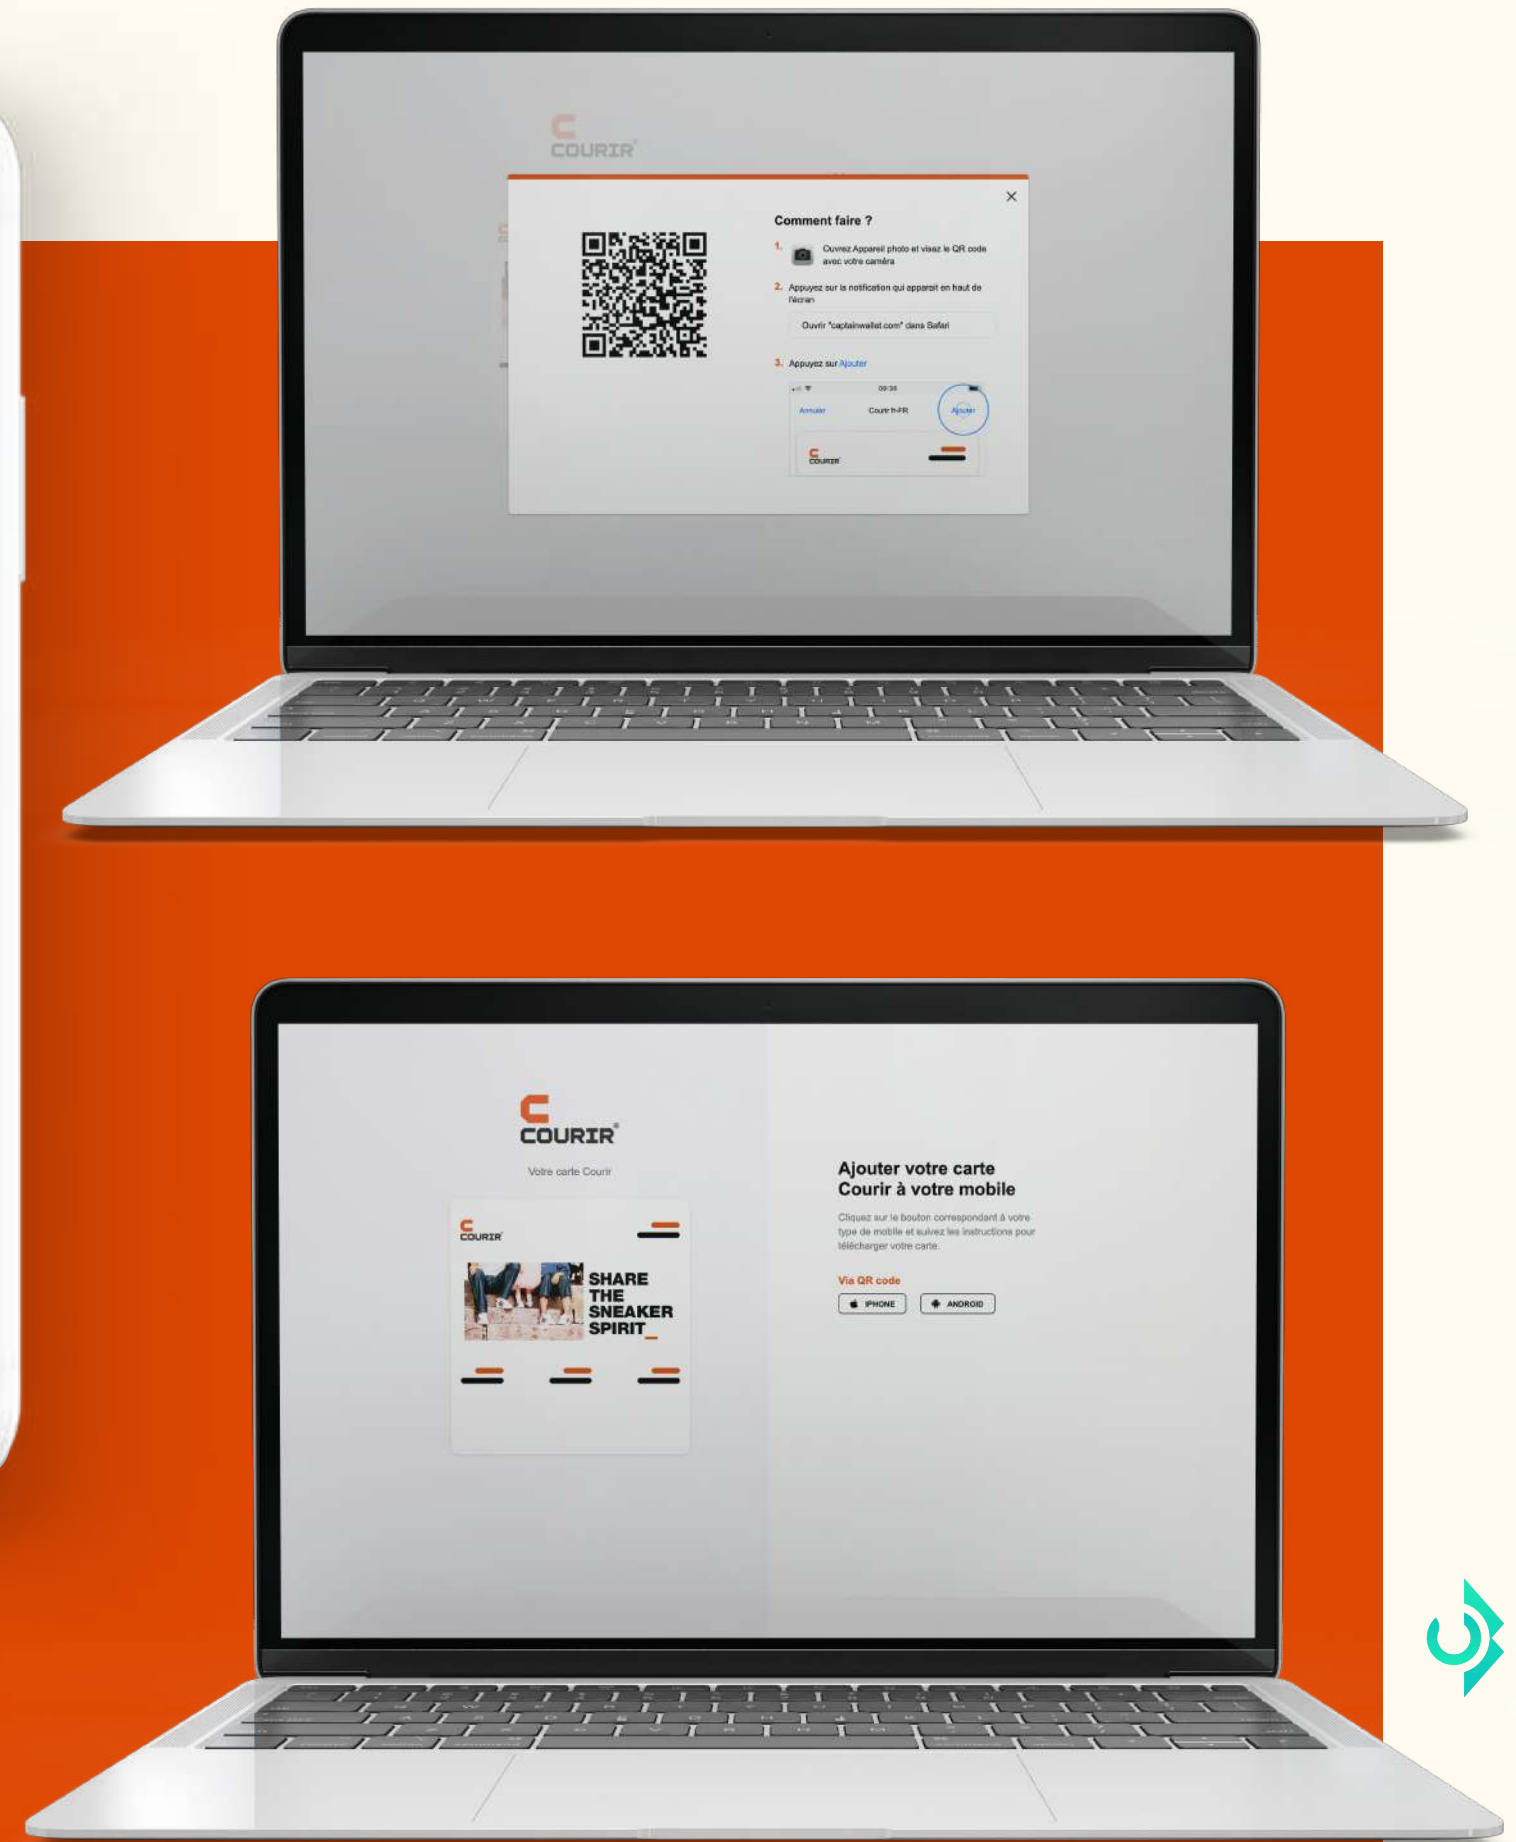 COURIR
Comment faire ?
1. Ouvrez Appareil photo et visez le QR code
avec votre caméra
2. Appuyez sur la notification qui apparait en haut de
l'écran
Ouvrir "captainwallet.com" dans Safari
3. Appuyez sur Ajouter
09:38
Annuler Courir fr-FR Ajouter
COURIR
COURIR®
Votre carte Courir
COURIR
SHARE
THE
SNEAKER
SPIRIT_
Ajouter votre carte
Courir à votre mobile
Cliquez sur le bouton correspondant à votre
type de mobile et suivez les instructions pour
télécharger votre carte.
Via QR code
IPHONE ANDROID